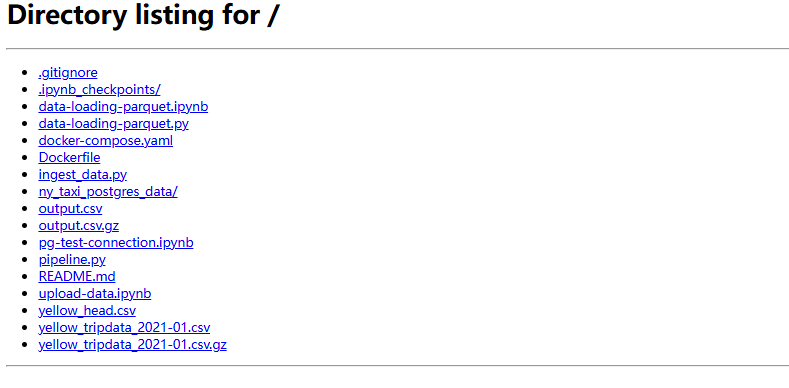 Directory listing for /
.gitignore
.ipynb_checkpoints/
data-loading-parquet.ipynb
data-loading-parquet.py
docker-compose.yaml
Dockerfile
ingest_data.py
ny_taxi_postgres_data/
output.csv
output.csv.gz
pg-test-connection.ipynb
pipeline.py
README.md
upload-data.ipynb
yellow_head.csv
yellow_tripdata_2021-01.csv
yellow_tripdata_2021-01.csv.gz